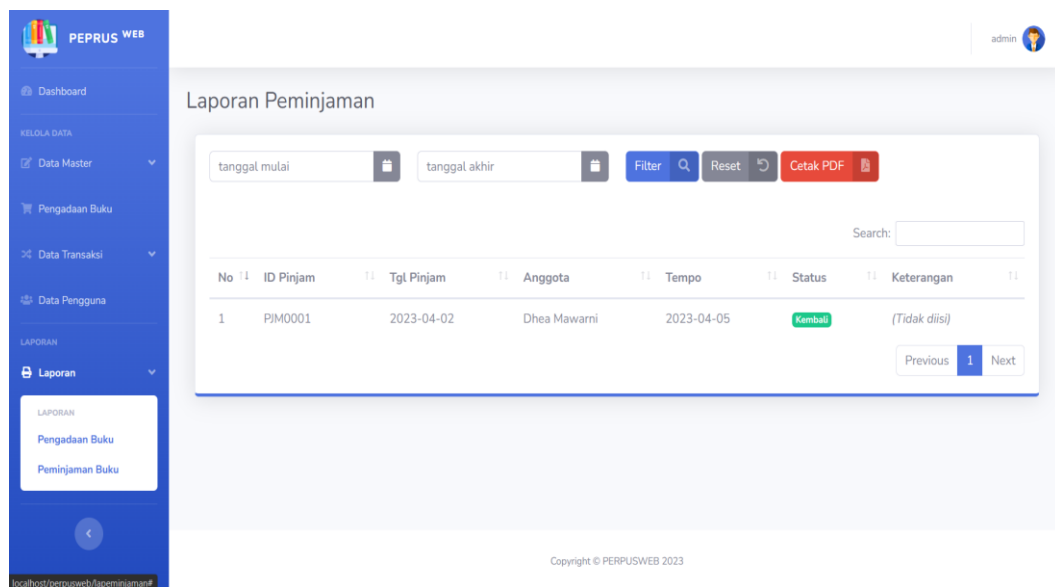 PEPRUS WEB
admin
Dashboard
Laporan Peminjaman
KELOLA DATA
Data Master
tanggal mulai
tanggal akhir
Filter
Reset
Cetak PDF
Pengadaan Buku
Search:
Data Transaksi
No ID Pinjam Tgl Pinjam Anggota Tempo Status Keterangan
Data Pengguna
1 PJM0001 2023-04-02 Dhea Mawarni 2023-04-05 Kembali (Tidak diisi)
LAPORAN
Previous 1 Next
Laporan
LAPORAN
Pengadaan Buku
Peminjaman Buku
Copyright © PERPUSWEB 2023
localhost/perpusweb/lapeminjaman#